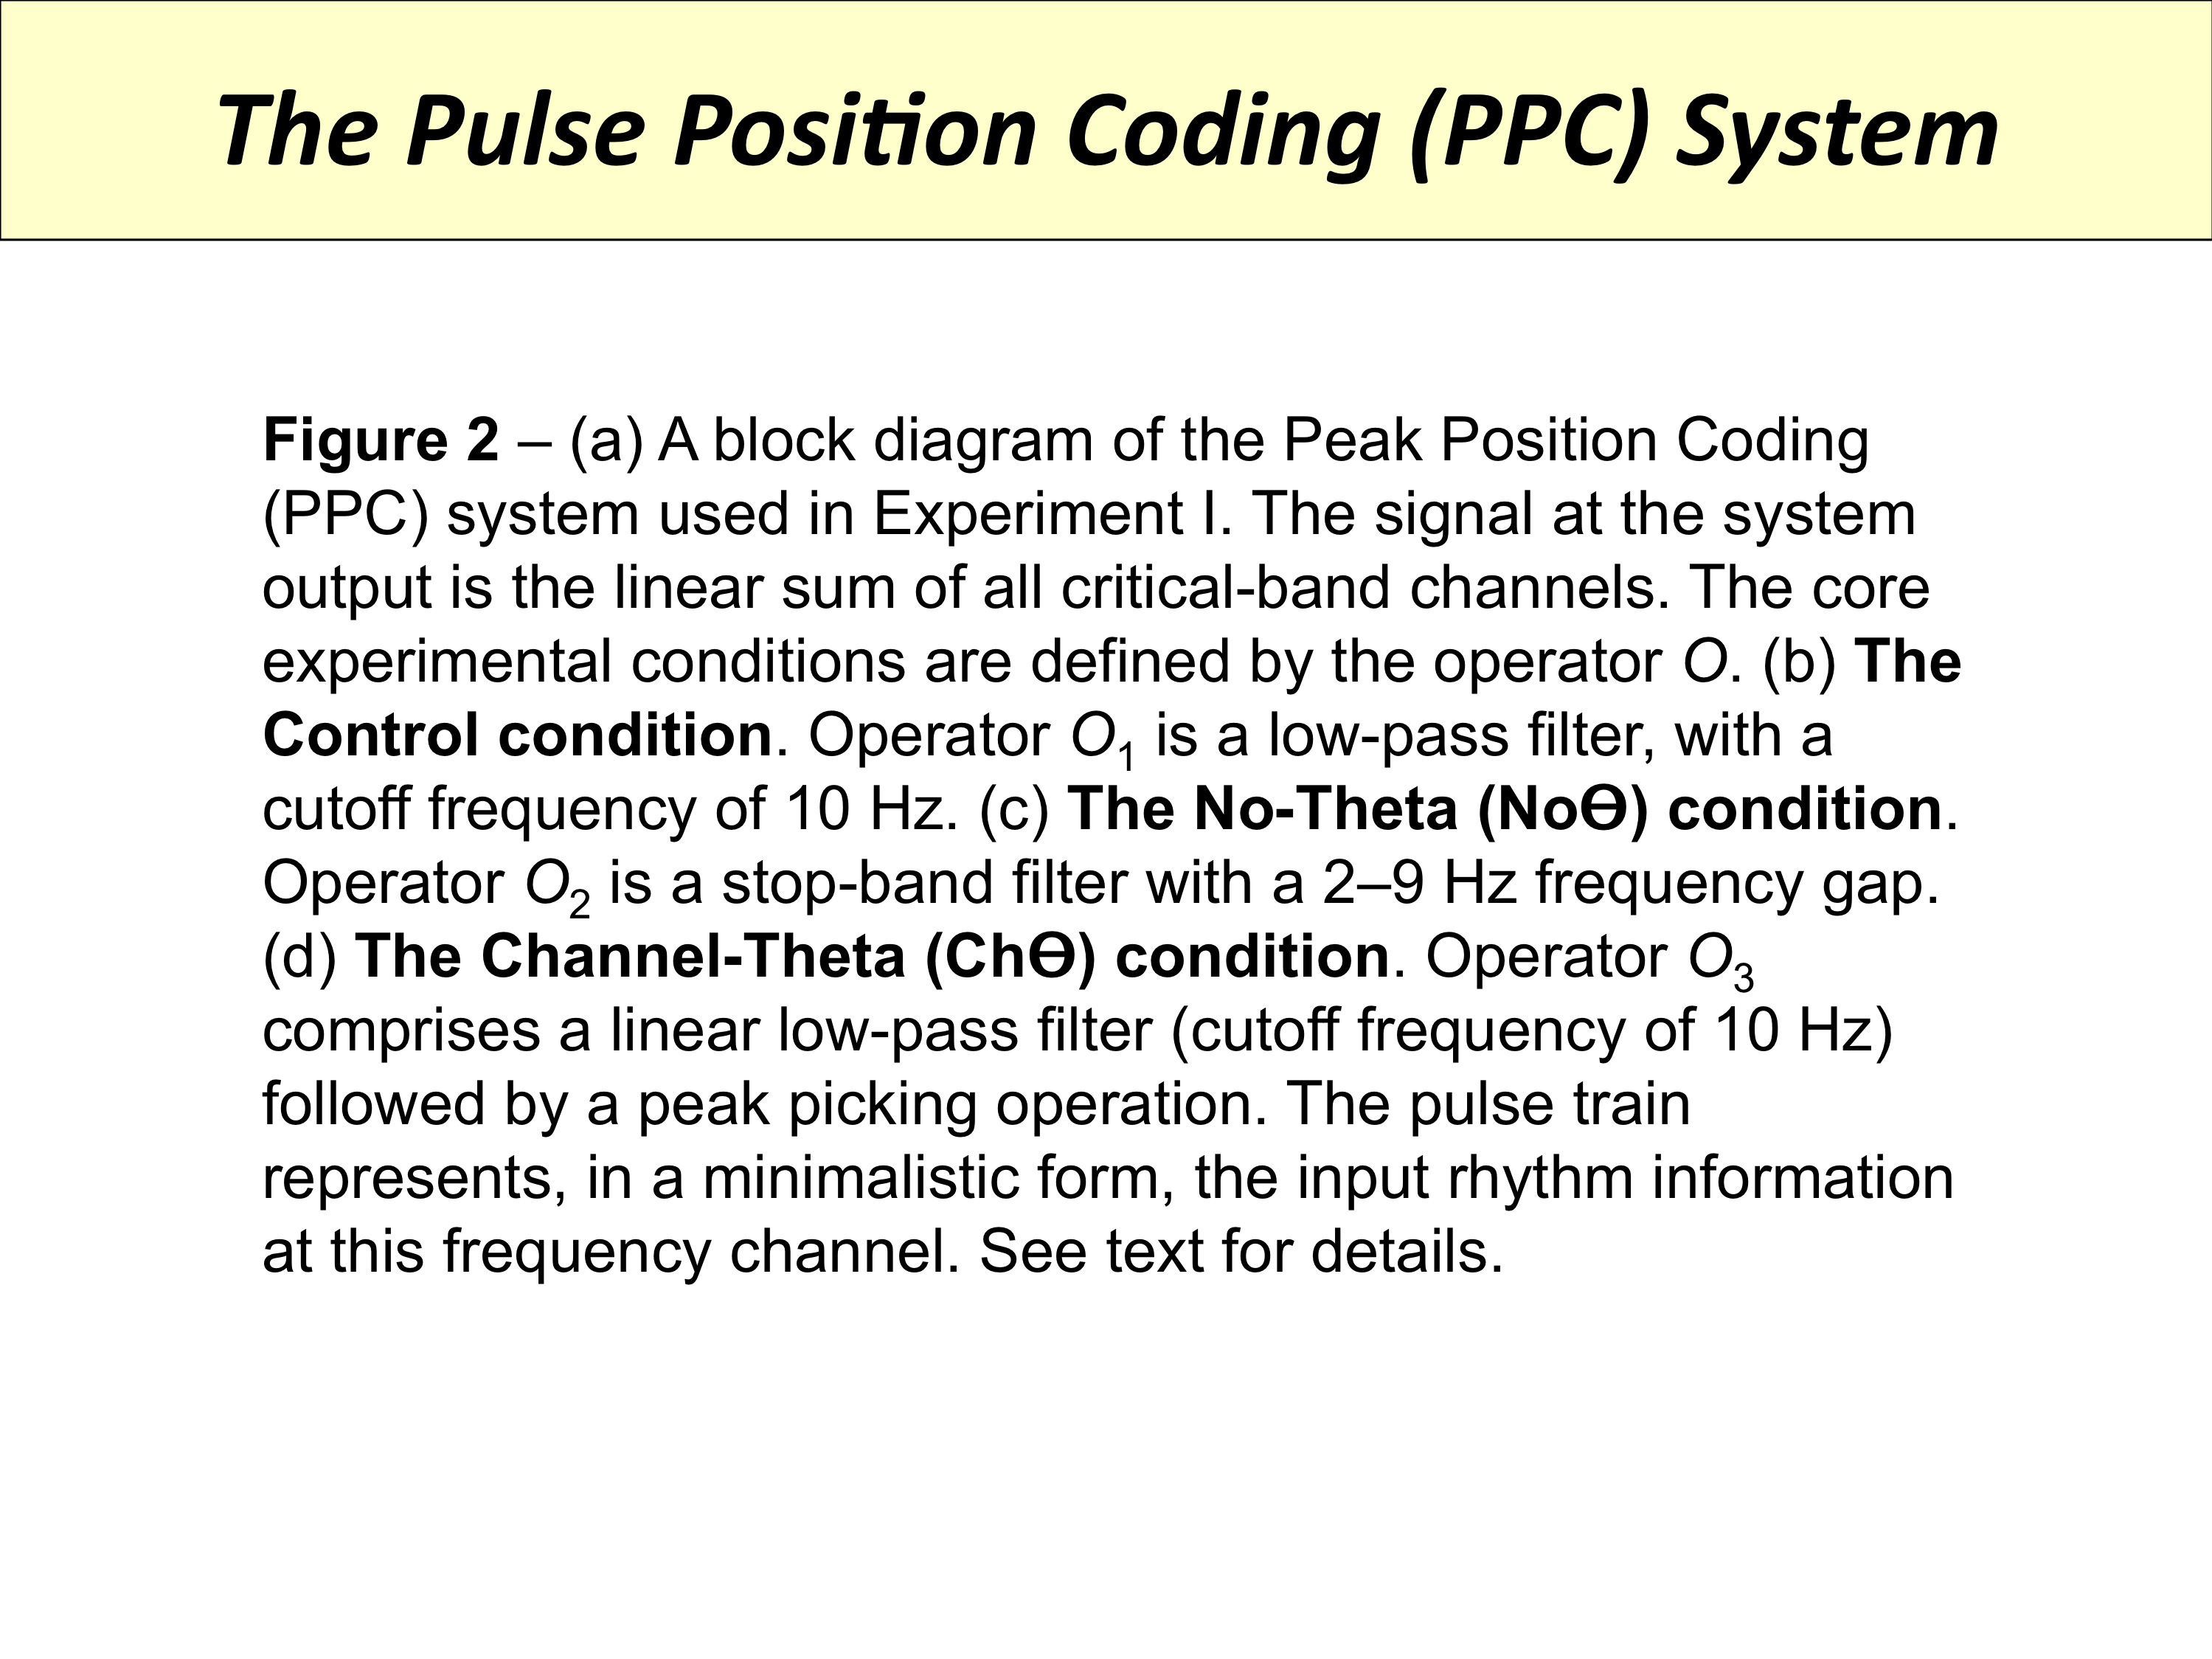 The Pulse Position Coding (PPC) System
Figure 2 – (a) A block diagram of the Peak Position Coding
(PPC) system used in Experiment I. The signal at the system
output is the linear sum of all critical-band channels. The core
experimental conditions are defined by the operator O. (b) The
Control condition. Operator O₁ is a low-pass filter, with a
cutoff frequency of 10 Hz. (c) The No-Theta (Noϴ) condition.
Operator O₂ is a stop-band filter with a 2–9 Hz frequency gap.
(d) The Channel-Theta (Chϴ) condition. Operator O₃
comprises a linear low-pass filter (cutoff frequency of 10 Hz)
followed by a peak picking operation. The pulse train
represents, in a minimalistic form, the input rhythm information
at this frequency channel. See text for details.